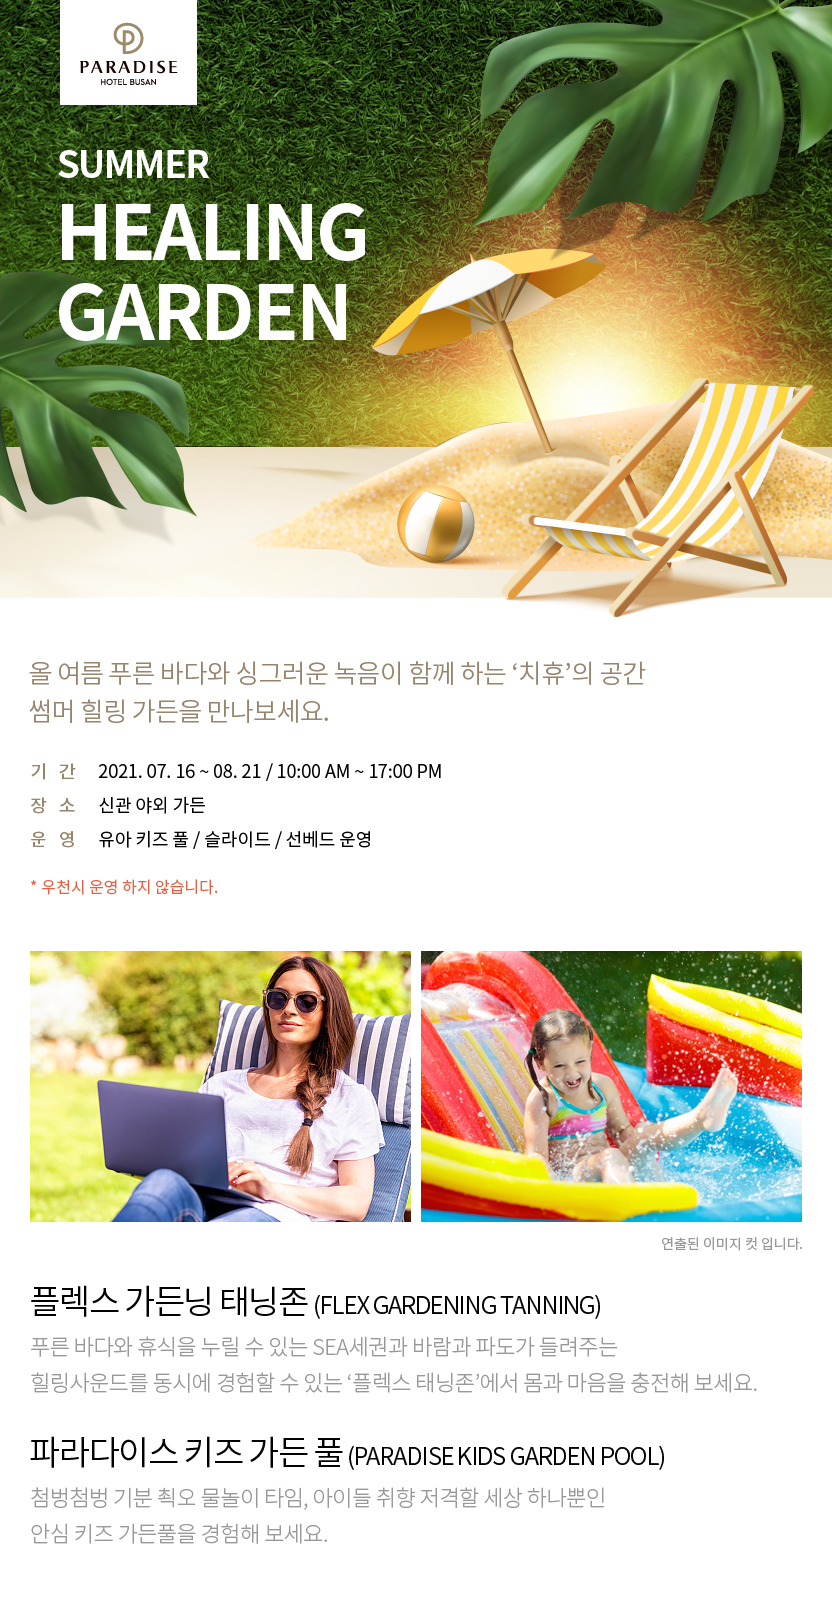 PARADISE
HOTEL BUSAN
SUMMER
HEALING
GARDEN
올 여름 푸른 바다와 싱그러운 녹음이 함께 하는 ‘치휴’의 공간
썸머 힐링 가든을 만나보세요.
기 간 2021. 07. 16 ~ 08. 21 / 10:00 AM ~ 17:00 PM
장 소 신관 야외 가든
운 영 유아 키즈 풀 / 슬라이드 / 선베드 운영
* 우천시 운영 하지 않습니다.
연출된 이미지 컷 입니다.
플렉스 가든닝 태닝존 (FLEX GARDENING TANNING)
푸른 바다와 휴식을 누릴 수 있는 SEA세권과 바람과 파도가 들려주는
힐링사운드를 동시에 경험할 수 있는 ‘플렉스 태닝존’에서 몸과 마음을 충전해 보세요.
파라다이스 키즈 가든 풀 (PARADISE KIDS GARDEN POOL)
첨벙첨벙 기분 쵝오 물놀이 타임, 아이들 취향 저격할 세상 하나뿐인
안심 키즈 가든풀을 경험해 보세요.